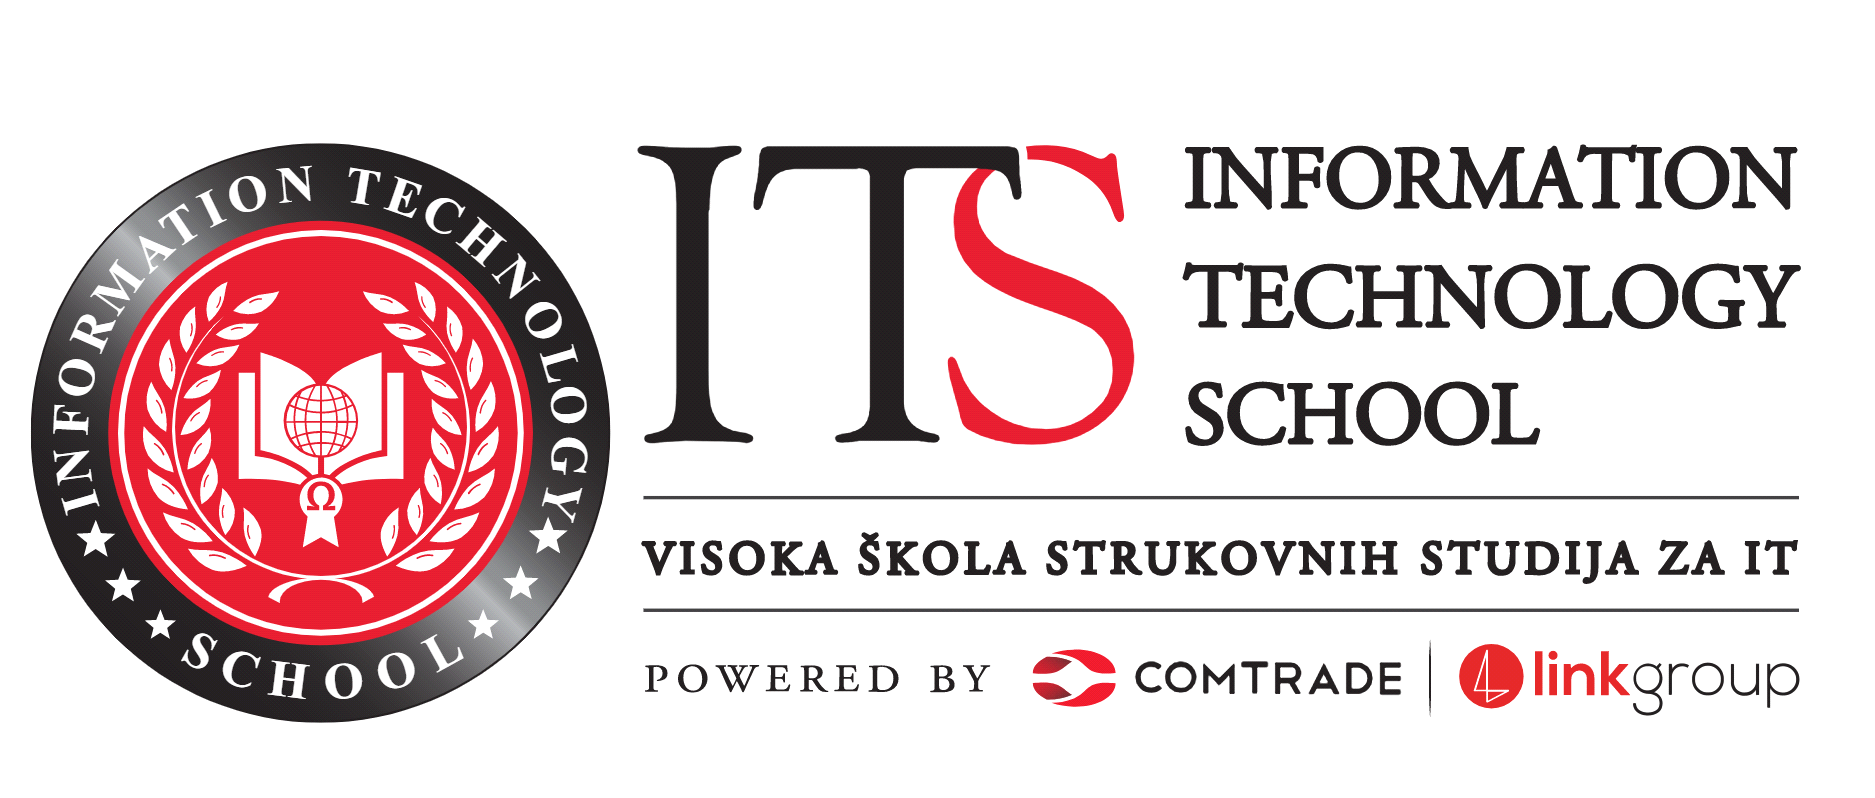 INFORMATION TECHNOLOGY
SCHOOL
Ω
ITS
INFORMATION
TECHNOLOGY
SCHOOL
VISOKA ŠKOLA STRUKOVNIH STUDIJA ZA IT
POWERED BY COMTRADE linkgroup